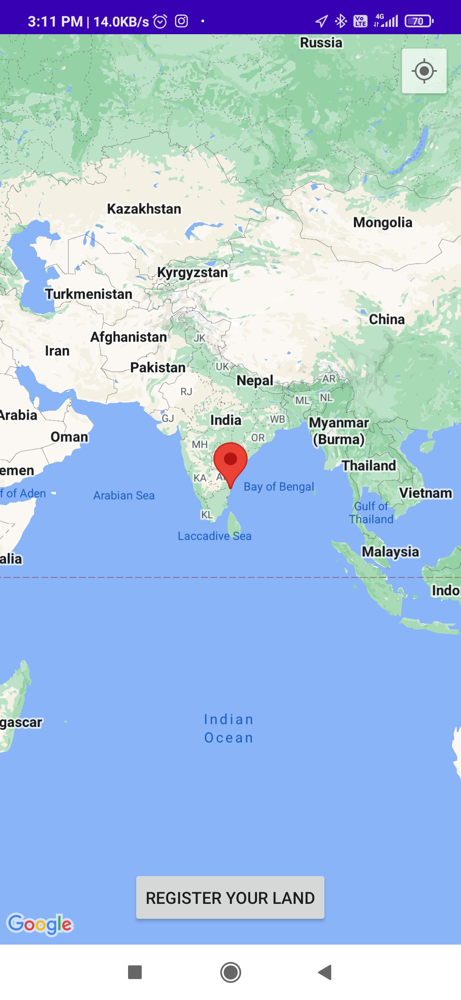 3:11 PM | 14.0KB/s
Vo
LTE
4G
70
Russia
Kazakhstan
Mongolia
Kyrgyzstan
Turkmenistan
China
Afghanistan
JK
Iran
Pakistan
UK
Nepal
AR
RJ
ML
NL
Arabia
GJ
India
WB
Myanmar
(Burma)
Oman
OR
MH
Thailand
emen
KA
Bay of Bengal
f of Aden
Arabian Sea
Vietnam
Gulf of
Thailand
KL
Laccadive Sea
Malaysia
alia
Indo
gascar
Indian
Ocean
REGISTER YOUR LAND
Google